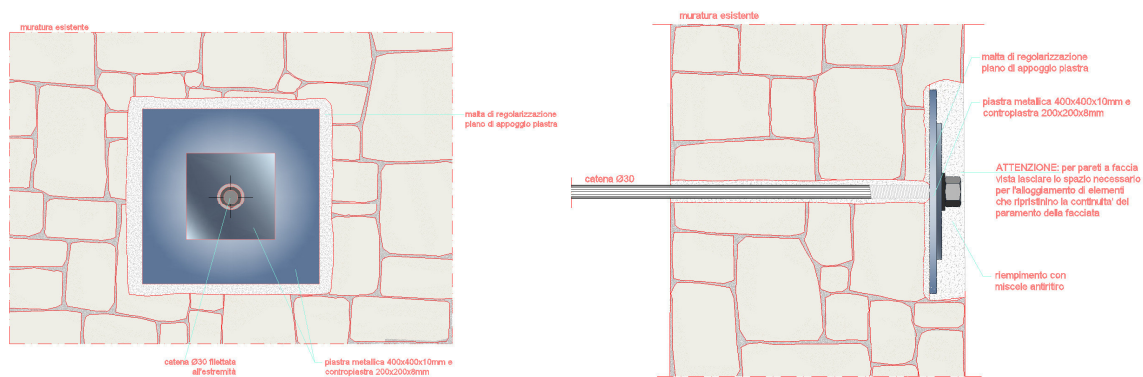 muratura esistente
malta di regolarizzazione
piano di appoggio piastra
catena Ø30 filettata
all'estremità
piastra metallica 400x400x10mm e
contropiastra 200x200x8mm
muratura esistente
malta di regolarizzazione
piano di appoggio piastra
piastra metallica 400x400x10mm e
contropiastra 200x200x8mm
catena Ø30
ATTENZIONE: per pareti a faccia
vista lasciare lo spazio necessario
per l'alloggiamento di elementi
che ripristinino la continuita' del
paramento della facciata
riempimento con
miscele antiritiro